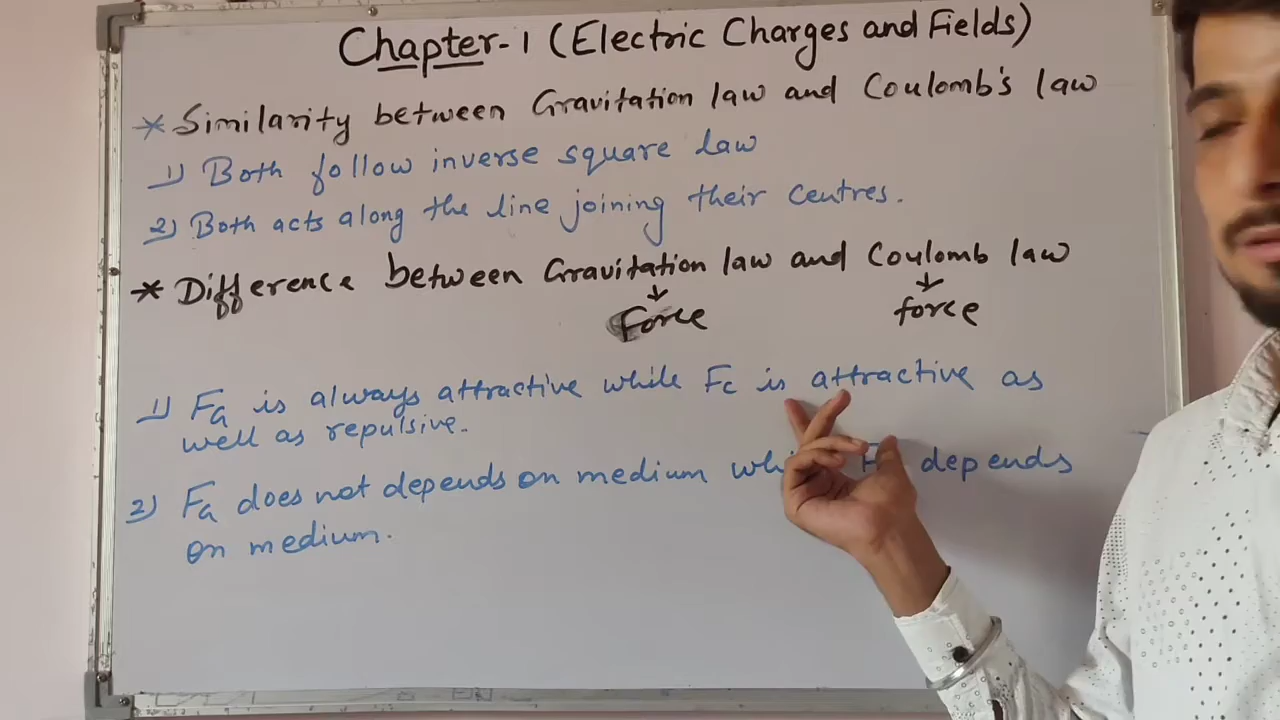 Chapter-1 (Electric Charges and Fields)
* Similarity between Gravitation law and Coulomb's law
1) Both follow inverse square law
2) Both acts along the line joining their centres.
* Difference between Gravitation law and Coulomb law
Force force
1) FG is always attractive while Fc is attractive as
well as repulsive.
2) FG does not depends on medium depends
on medium.